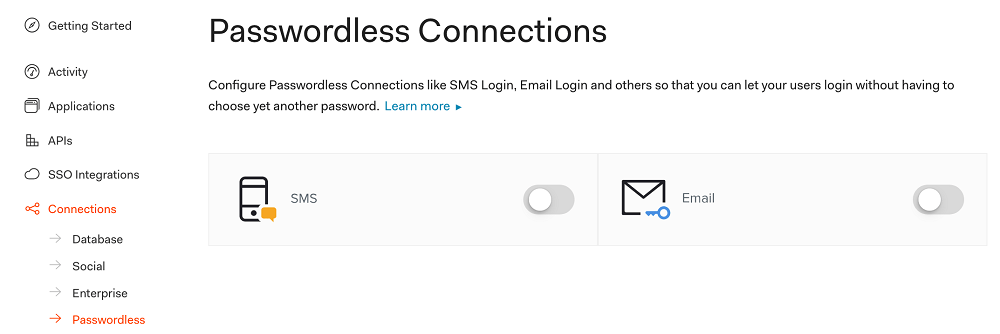 Getting Started
Activity
Applications
APIs
SSO Integrations
Connections
Database
Social
Enterprise
Passwordless
Passwordless Connections
Configure Passwordless Connections like SMS Login, Email Login and others so that you can let your users login without having to
choose yet another password. Learn more ▸
SMS
Email